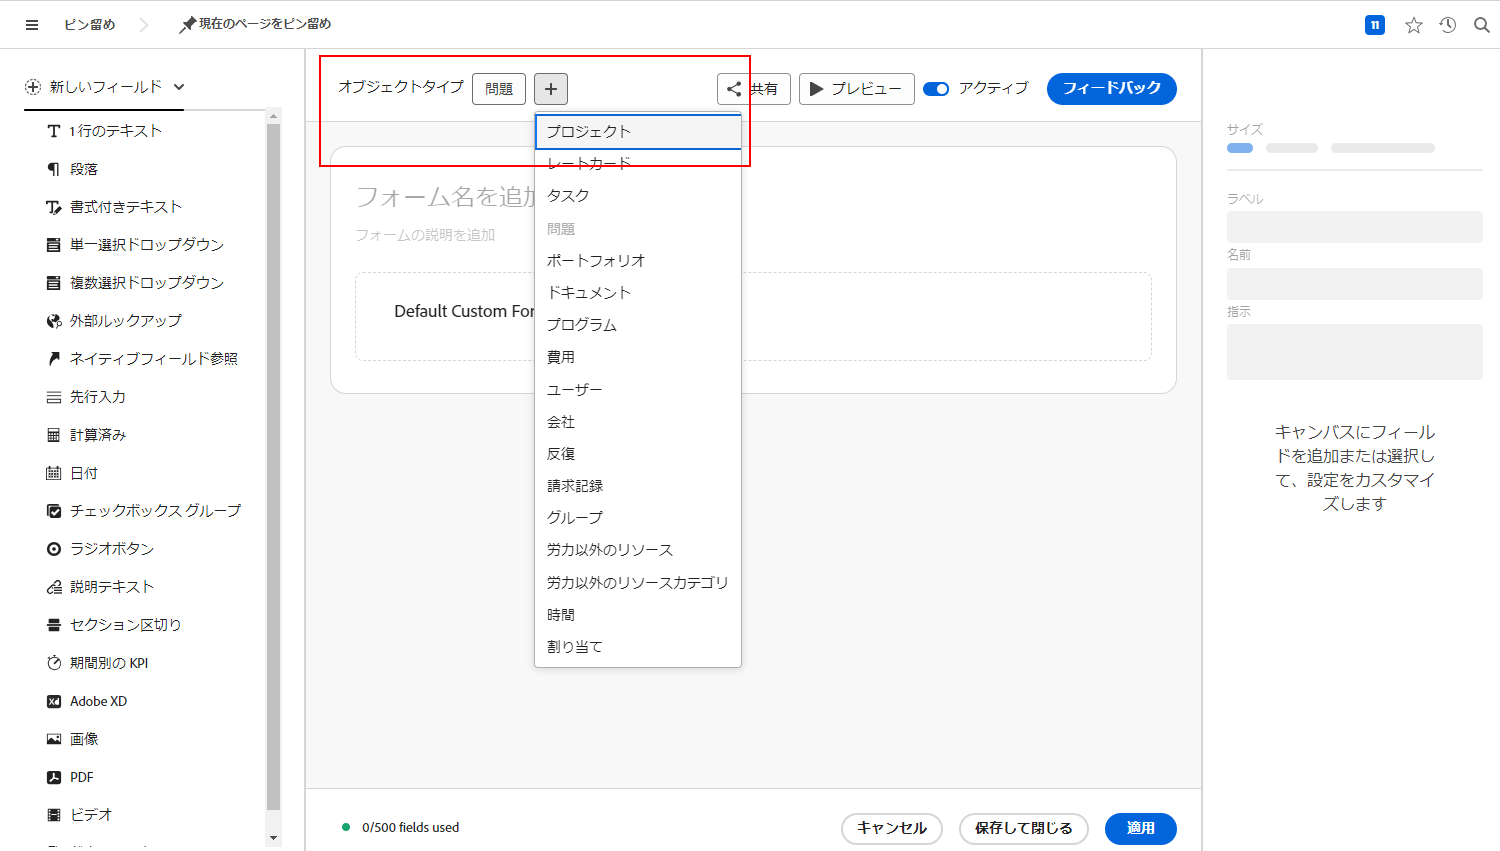 ピン留め
現在のページをピン留め
11
新しいフィールド
1 行のテキスト
段落
書式付きテキスト
単一選択ドロップダウン
複数選択ドロップダウン
外部ルックアップ
ネイティブフィールド参照
先行入力
計算済み
日付
チェックボックス グループ
ラジオボタン
説明テキスト
セクション区切り
期間別の KPI
Adobe XD
画像
PDF
ビデオ
オブジェクトタイプ
問題
共有
プレビュー
アクティブ
フィードバック
プロジェクト
レートカード
タスク
問題
ポートフォリオ
ドキュメント
プログラム
費用
ユーザー
会社
反復
請求記録
グループ
労力以外のリソース
労力以外のリソースカテゴリ
時間
割り当て
フォーム名を追加
フォームの説明を追加
Default Custom For
0/500 fields used
キャンセル
保存して閉じる
適用
サイズ
ラベル
名前
指示
キャンバスにフィール
ドを追加または選択し
て、設定をカスタマイ
ズします